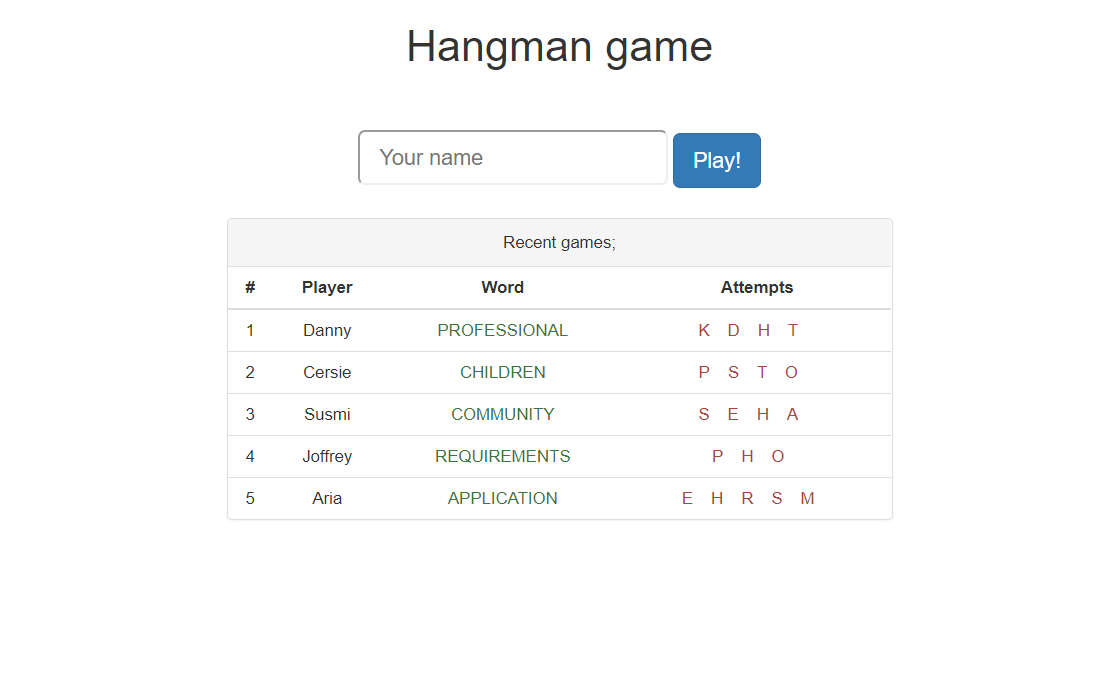 Hangman game
Your name Play!
Recent games;
# Player Word Attempts
1 Danny PROFESSIONAL K D H T
2 Cersie CHILDREN P S T O
3 Susmi COMMUNITY S E H A
4 Joffrey REQUIREMENTS P H O
5 Aria APPLICATION E H R S M